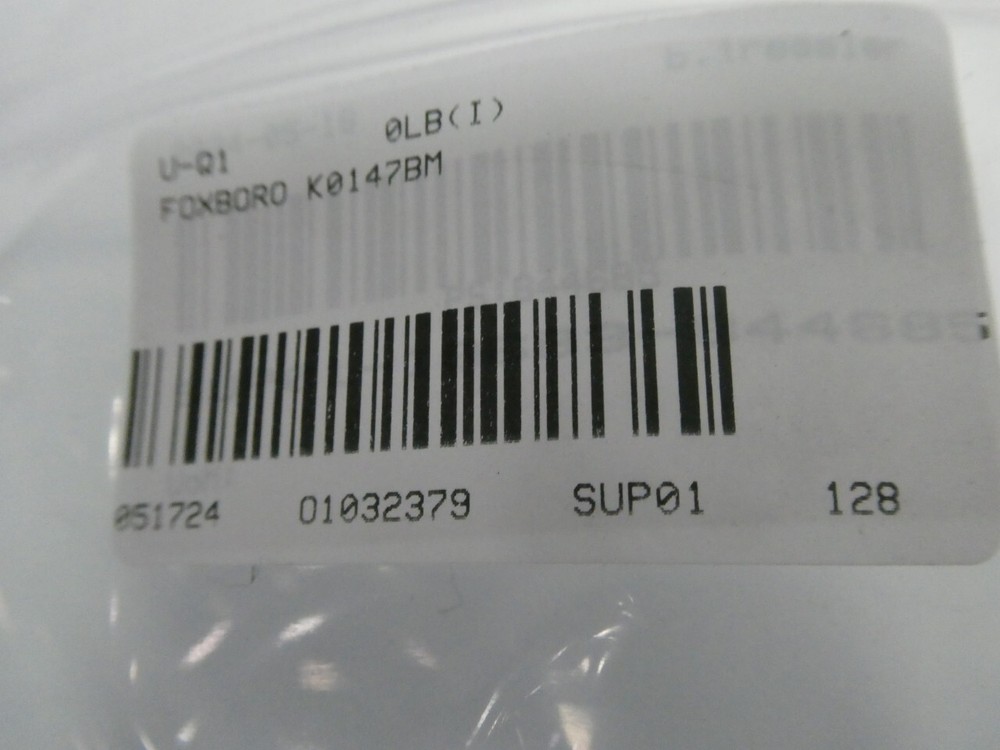 U-Q1 0LB(I)
FOXBORO K0147BM
051724 01032379 SUP01 128